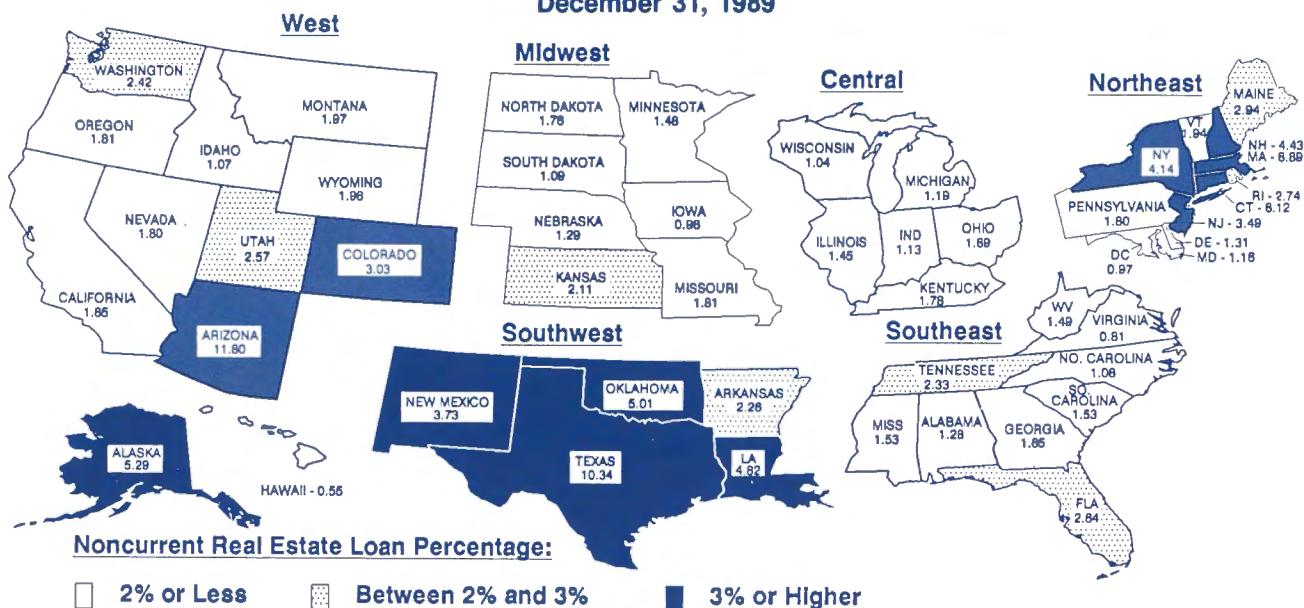 December 31, 1989
West
WASHINGTON
2.42
OREGON
1.81
IDAHO
1.07
MONTANA
1.97
WYOMING
1.96
NEVADA
1.80
UTAH
2.57
COLORADO
3.03
CALIFORNIA
1.85
ARIZONA
11.80
ALASKA
5.29
HAWAII - 0.55
Midwest
NORTH DAKOTA
1.76
MINNESOTA
1.48
SOUTH DAKOTA
1.09
NEBRASKA
1.29
IOWA
0.96
KANSAS
2.11
MISSOURI
1.81
Central
WISCONSIN
1.04
MICHIGAN
1.19
ILLINOIS
1.45
IND
1.13
OHIO
1.69
KENTUCKY
1.78
Northeast
MAINE
2.94
VT
1.94
NH - 4.43
MA - 6.89
NY
4.14
RI - 2.74
CT - 6.12
PENNSYLVANIA
1.80
NJ - 3.49
DE - 1.31
MD - 1.16
DC
0.97
Southwest
NEW MEXICO
3.73
OKLAHOMA
5.01
ARKANSAS
2.26
TEXAS
10.34
LA
4.82
Southeast
WV
1.49
VIRGINIA
0.81
TENNESSEE
2.33
NO. CAROLINA
1.06
SO.
CAROLINA
1.53
MISS
1.53
ALABAMA
1.28
GEORGIA
1.65
FLA
2.64
Noncurrent Real Estate Loan Percentage:
2% or Less
Between 2% and 3%
3% or Higher